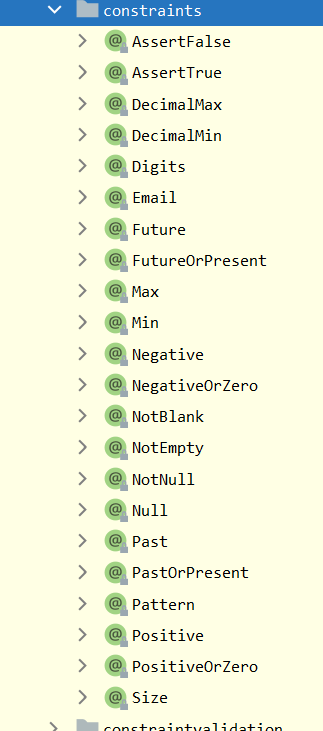 constraints
@ AssertFalse
@ AssertTrue
@ DecimalMax
@ DecimalMin
@ Digits
@ Email
@ Future
@ FutureOrPresent
@ Max
@ Min
@ Negative
@ NegativeOrZero
@ NotBlank
@ NotEmpty
@ NotNull
@ Null
@ Past
@ PastOrPresent
@ Pattern
@ Positive
@ PositiveOrZero
@ Size
constraintvalidation